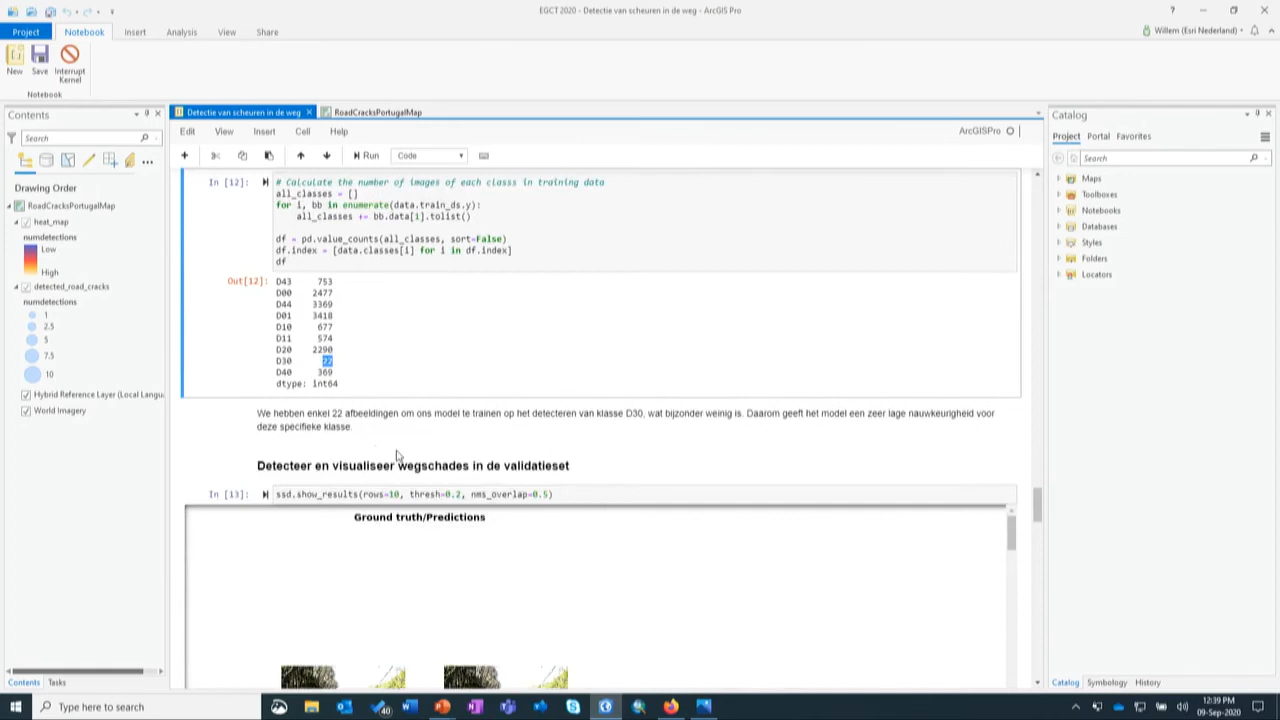 EGCT 2020 - Detectie van scheuren in de weg - ArcGIS Pro
Project Notebook Insert Analysis View Share
Willem (Esri Nederland)
New Save Interrupt Kernel
Notebook
Contents
Search
Drawing Order
RoadCracksPortugalMap
heat_map
numdetections
Low
High
detected_road_cracks
numdetections
1
2.5
5
7.5
10
Hybrid Reference Layer (Local Langu
World Imagery
Contents Tasks
Detectie van scheuren in de weg RoadCracksPortugalMap
Edit View Insert Cell Help
ArcGISPro
Run Code
In [12]:
# Calculate the number of images of each classs in training data
all_classes = []
for i, bb in enumerate(data.train_ds.y):
    all_classes += bb.data[1].tolist()
df = pd.value_counts(all_classes, sort=False)
df.index = [data.classes[i] for i in df.index]
df
Out[12]:
D43 753
D00 2477
D44 3369
D01 3418
D10 677
D11 574
D20 2290
D30 22
D40 369
dtype: int64
We hebben enkel 22 afbeeldingen om ons model te trainen op het detecteren van klasse D30, wat bijzonder weinig is. Daarom geeft het model een zeer lage nauwkeurigheid voor
deze specifieke klasse.
Detecteer en visualiseer wegschades in de validatieset
In [13]: ssd.show_results(rows=10, thresh=0.2, nms_overlap=0.5)
Ground truth/Predictions
Catalog
Project Portal Favorites
Search
Maps
Toolboxes
Notebooks
Databases
Styles
Folders
Locators
Catalog Symbology History
Type here to search
40
12:39 PM
09-Sep-2020